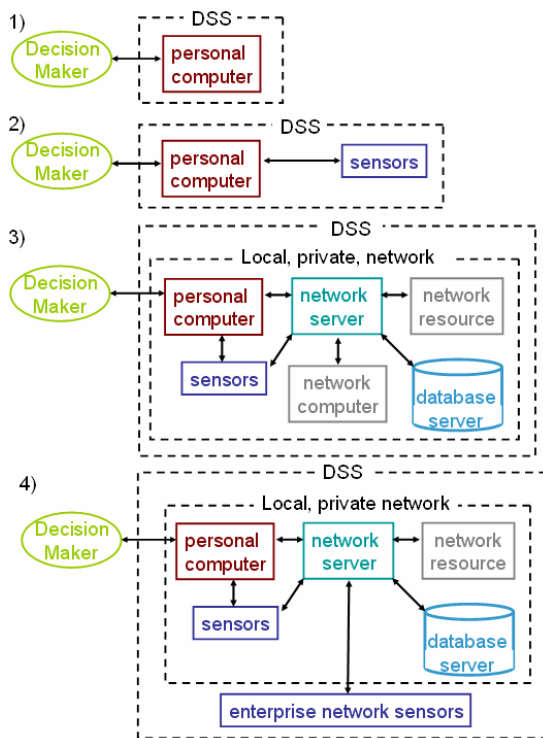 1)
DSS
Decision
Maker
personal
computer
2)
DSS
Decision
Maker
personal
computer
sensors
3)
DSS
Local, private, network
Decision
Maker
personal
computer
network
server
network
resource
sensors
network
computer
database
server
4)
DSS
Local, private network
Decision
Maker
personal
computer
network
server
network
resource
sensors
database
server
enterprise network sensors